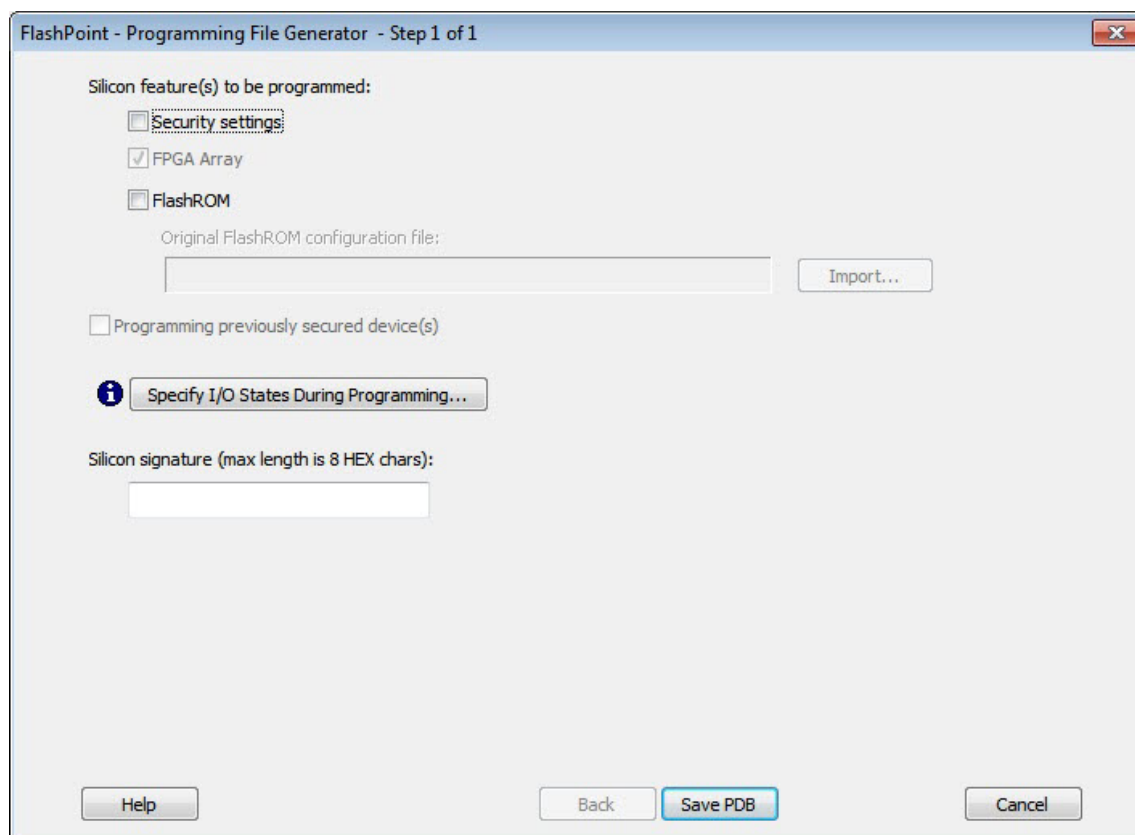 FlashPoint - Programming File Generator - Step 1 of 1
Silicon feature(s) to be programmed:
Security settings
FPGA Array
FlashROM
Original FlashROM configuration file:
Import...
Programming previously secured device(s)
Specify I/O States During Programming...
Silicon signature (max length is 8 HEX chars):
Help Back Save PDB Cancel